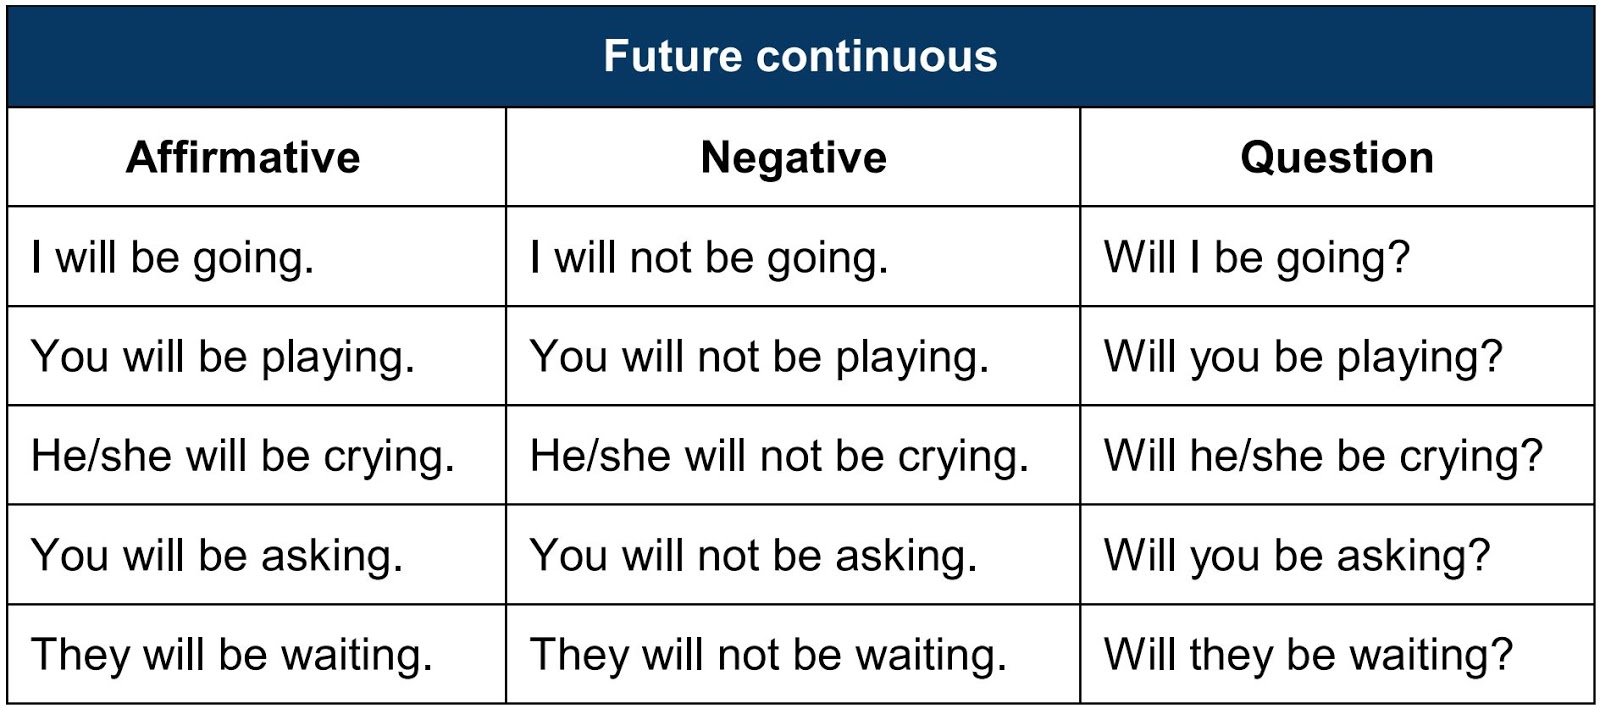 Future continuous
Affirmative Negative Question
I will be going. I will not be going. Will I be going?
You will be playing. You will not be playing. Will you be playing?
He/she will be crying. He/she will not be crying. Will he/she be crying?
You will be asking. You will not be asking. Will you be asking?
They will be waiting. They will not be waiting. Will they be waiting?